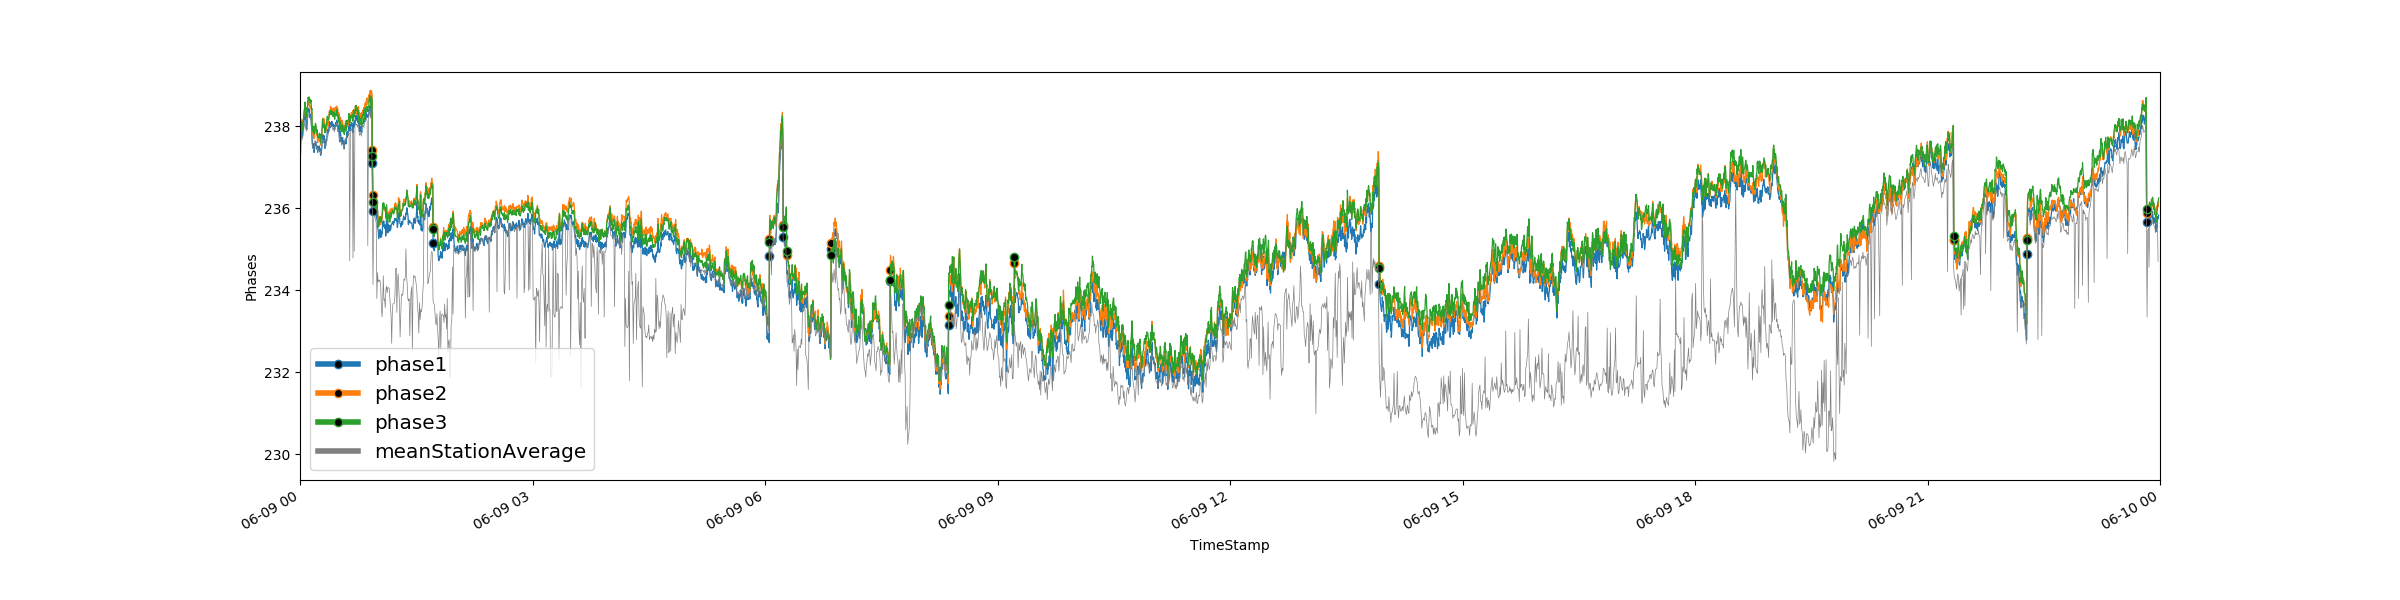 Phases
238
236
234
232
230
phase1
phase2
phase3
meanStationAverage
06-09 00
06-09 03
06-09 06
06-09 09
06-09 12
06-09 15
06-09 18
06-09 21
06-10 00
TimeStamp